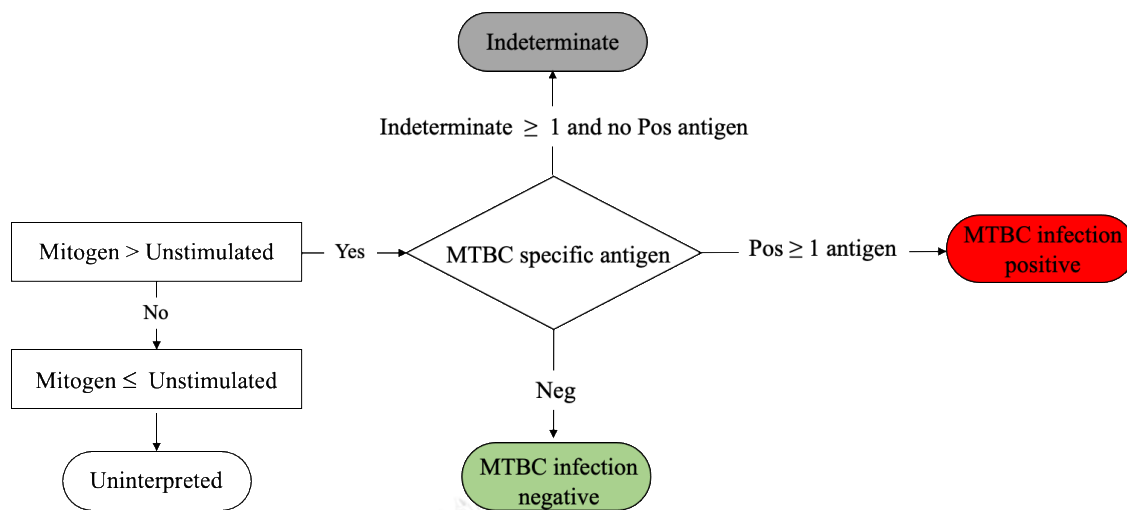 Indeterminate
Indeterminate ≥ 1 and no Pos antigen
Mitogen > Unstimulated
Yes
MTBC specific antigen
Pos ≥ 1 antigen
MTBC infection
positive
No
Mitogen ≤ Unstimulated
Neg
Uninterpreted
MTBC infection
negative